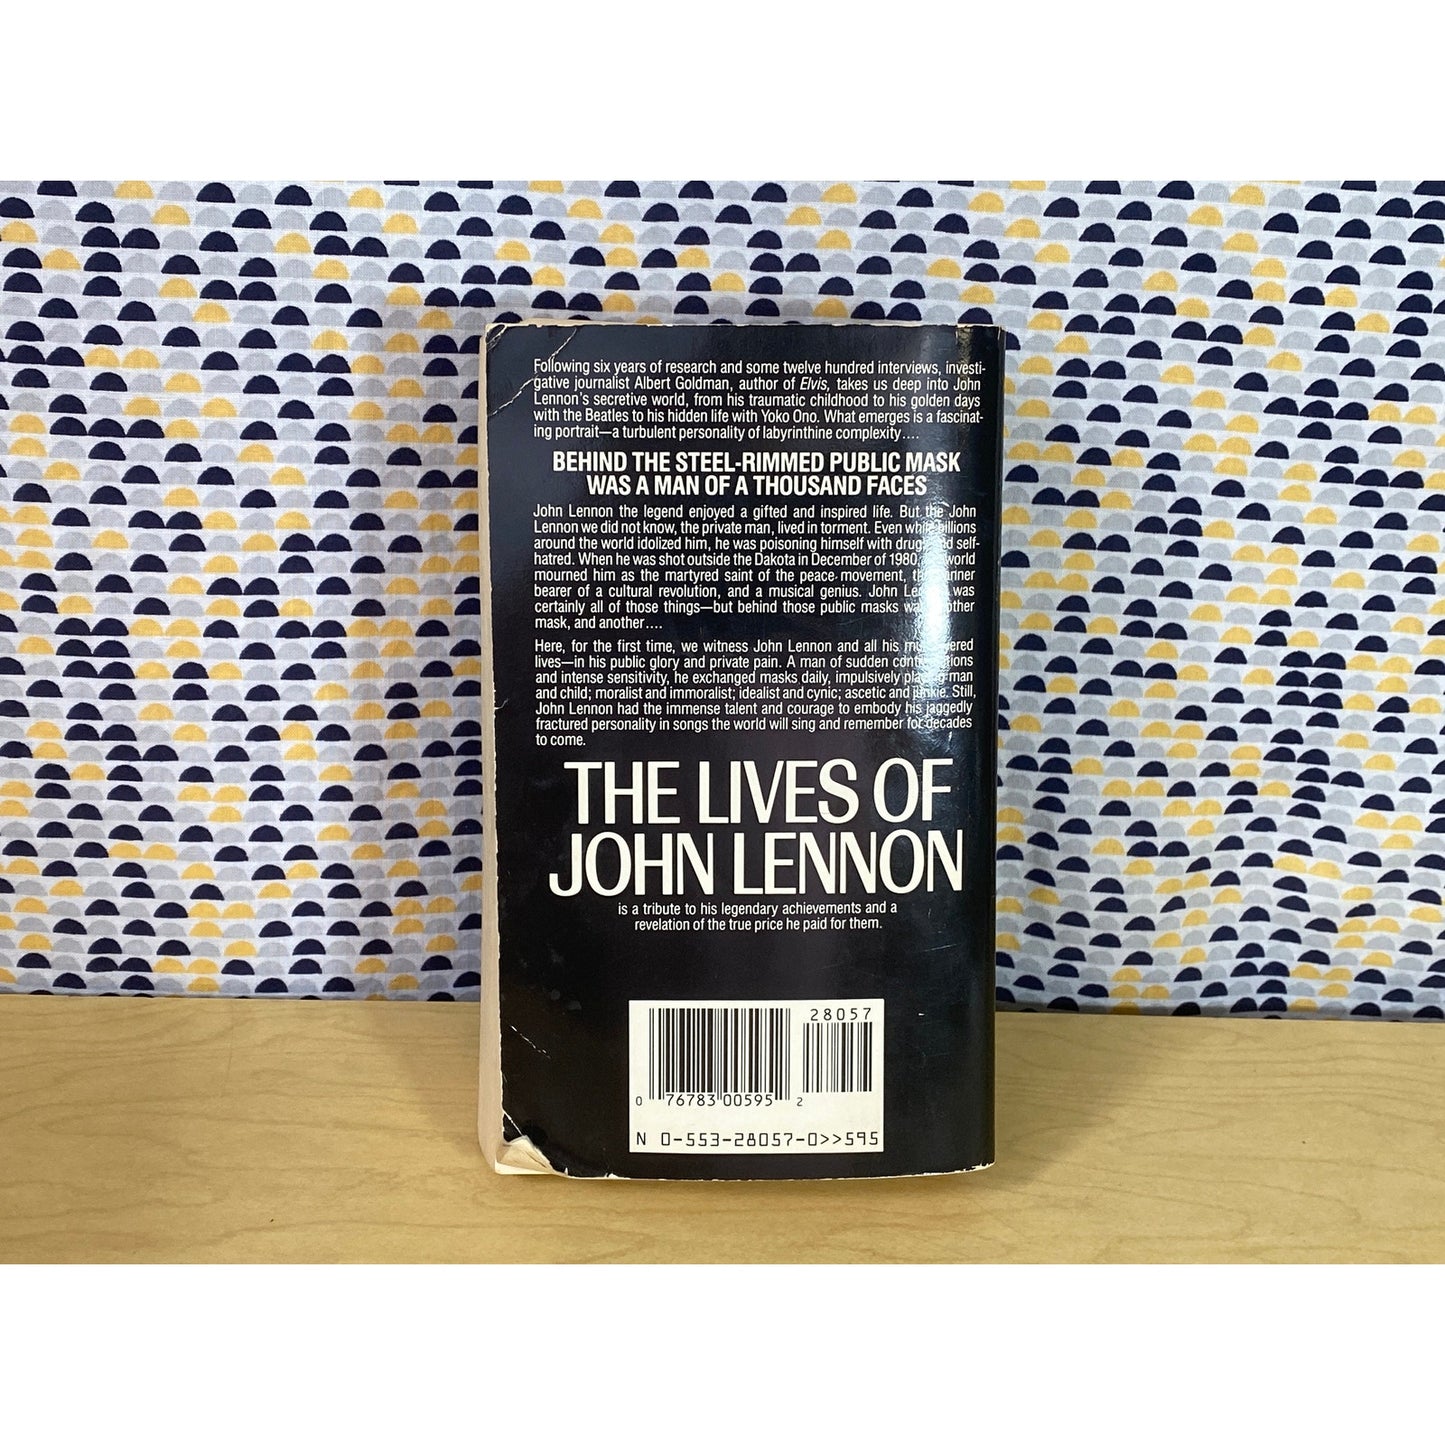 Following six years of research and some twelve hundred interviews, investi-
gative journalist Albert Goldman, author of Elvis, takes us deep into John
Lennon's secretive world, from his traumatic childhood to his golden days
with the Beatles to his hidden life with Yoko Ono. What emerges is a fascinat-
ing portrait—a turbulent personality of labyrinthine complexity....
BEHIND THE STEEL-RIMMED PUBLIC MASK
WAS A MAN OF A THOUSAND FACES
John Lennon the legend enjoyed a gifted and inspired life. But the John
Lennon we did not know, the private man, lived in torment. Even while
around the world idolized him, he was poisoning himself with drugs and self-
hatred. When he was shot outside the Dakota in December of 1980, world
mourned him as the martyred saint of the peace movement, the
bearer of a cultural revolution, and a musical genius. John Lennon was
certainly all of those things—but behind those public masks was
mask, and another....
Here, for the first time, we witness John Lennon and all his
lives—in his public glory and private pain. A man of sudden
and intense sensitivity, he exchanged masks daily, impulsively playing man
and child; moralist and immoralist; idealist and cynic; ascetic and junkie. Still,
John Lennon had the immense talent and courage to embody his jaggedly
fractured personality in songs the world will sing and remember for decades
to come.
THE LIVES OF
JOHN LENNON
is a tribute to his legendary achievements and a
revelation of the true price he paid for them.
28057
0 76783 00595 2
N 0-553-28057-0>>595